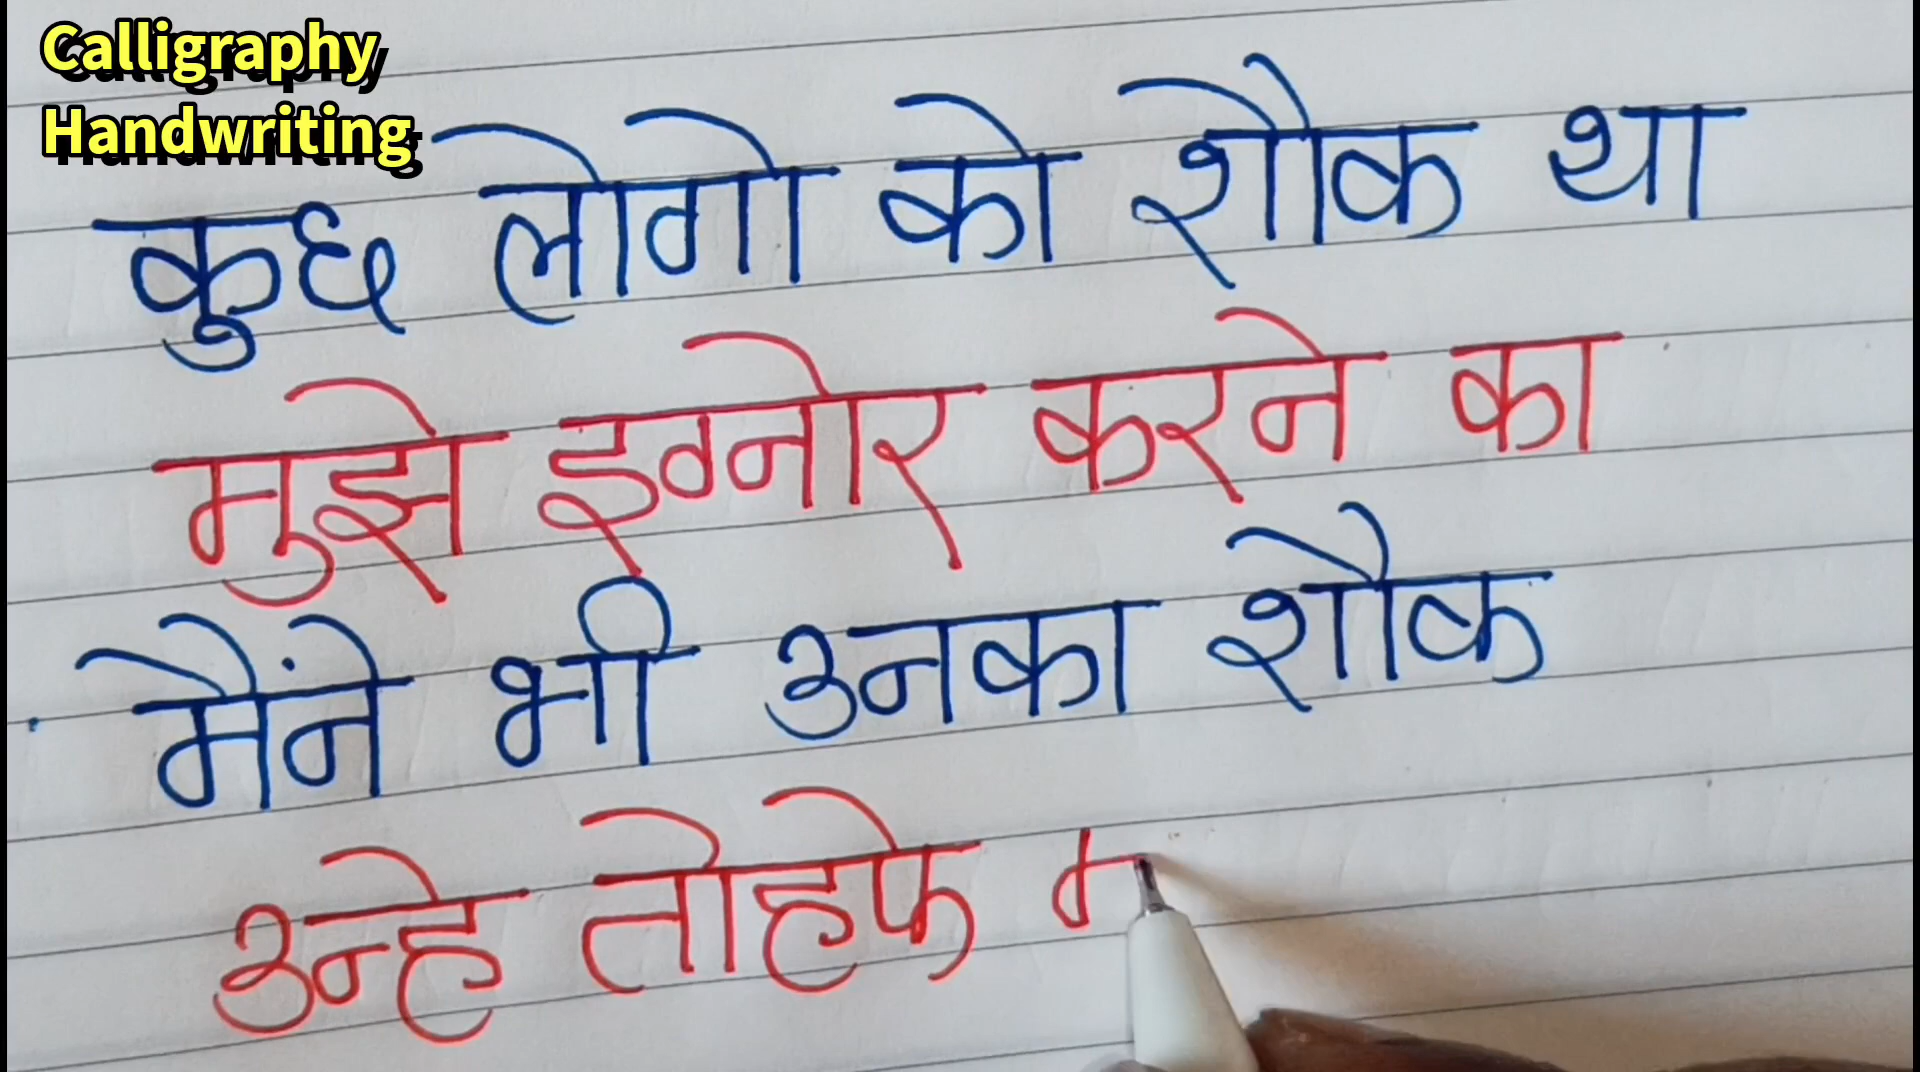 Calligraphy
Handwriting
कुछ लोगो को शौक था
मुझे इग्नोर करने का
मैंने भी उनका शौक
उन्हे तोहफे